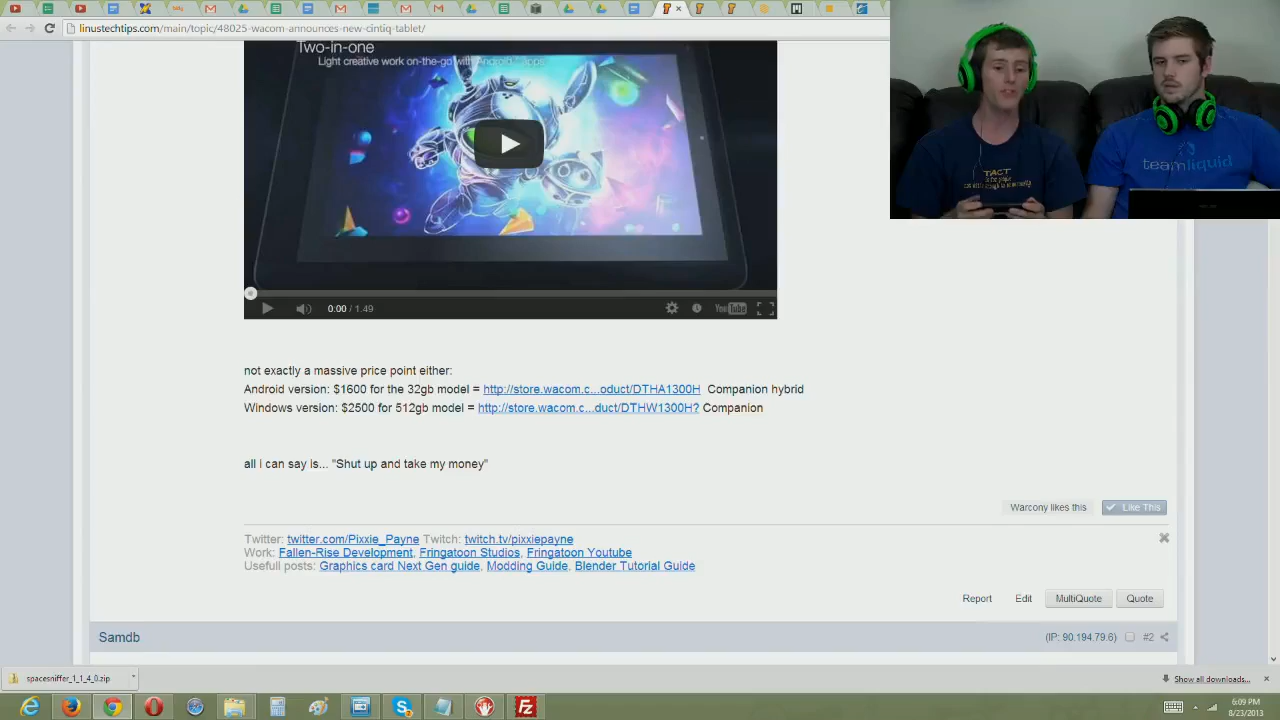 linustechtips.com/main/topic/48025-wacom-announces-new-cintiq-tablet/
Two-in-one
Light creative work on-the-go with Android™ apps
TACT
teamliquid
0:00 / 1:49
You Tube
not exactly a massive price point either:
Android version: $1600 for the 32gb model = http://store.wacom.c...oduct/DTHA1300H Companion hybrid
Windows version: $2500 for 512gb model = http://store.wacom.c...duct/DTHW1300H? Companion
all i can say is... "Shut up and take my money"
Warcony likes this
Like This
Twitter: twitter.com/Pixxie_Payne Twitch: twitch.tv/pixxiepayne
Work: Fallen-Rise Development, Fringatoon Studios, Fringatoon Youtube
Usefull posts: Graphics card Next Gen guide, Modding Guide, Blender Tutorial Guide
Report Edit MultiQuote Quote
Samdb
(IP: 90.194.79.6) #2
spacesniffer_1_1_4_0.zip
Show all downloads...
6:09 PM
8/23/2013